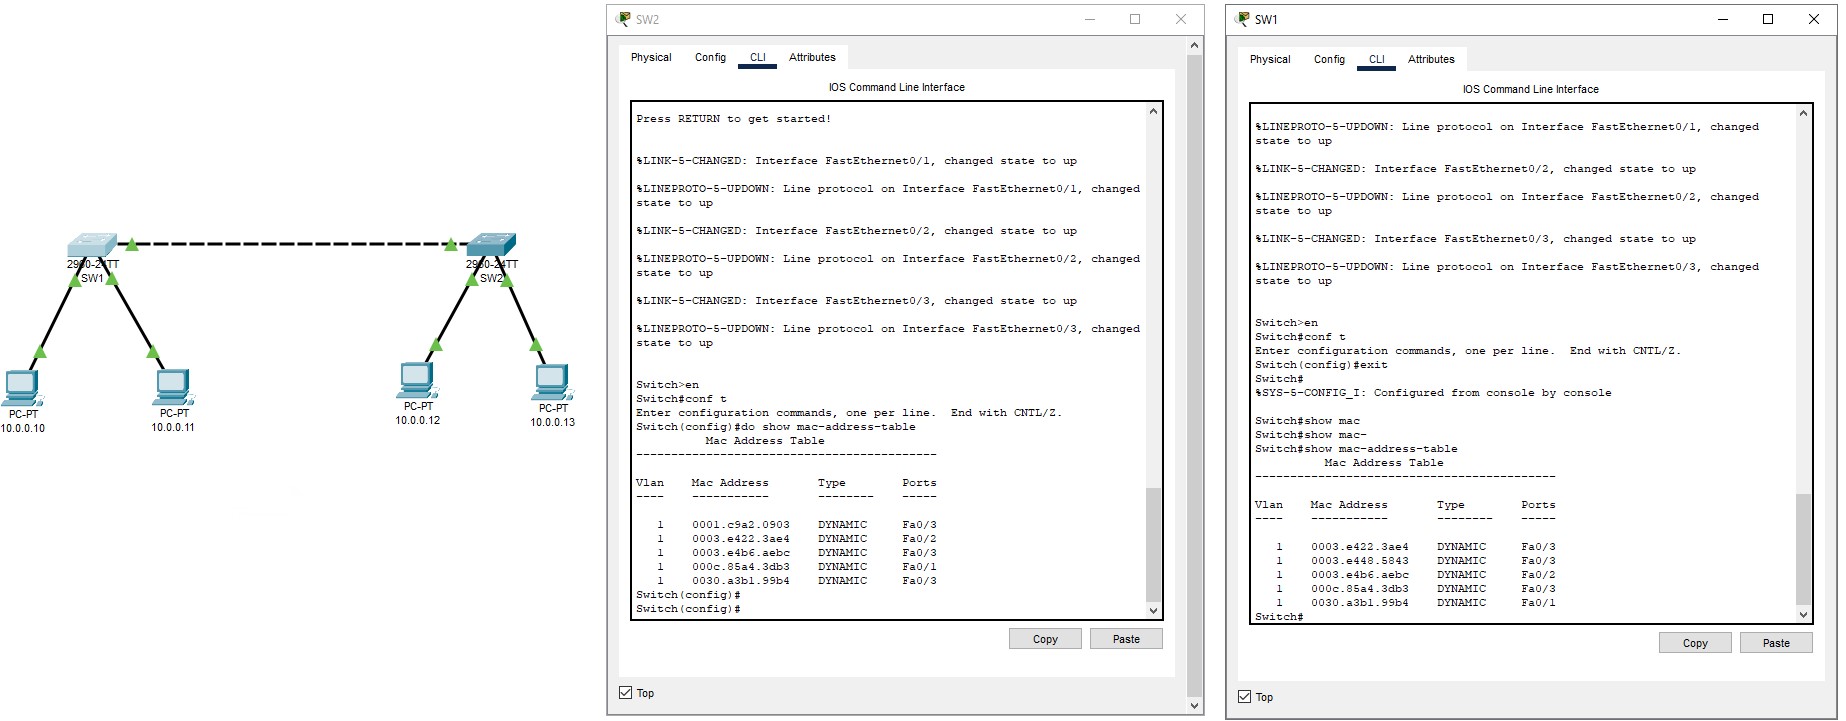 2960-24TT
SW1
2960-24TT
SW2
PC-PT
10.0.0.10
PC-PT
10.0.0.11
PC-PT
10.0.0.12
PC-PT
10.0.0.13
SW2
Physical Config CLI Attributes
IOS Command Line Interface
Press RETURN to get started!
%LINK-5-CHANGED: Interface FastEthernet0/1, changed state to up
%LINEPROTO-5-UPDOWN: Line protocol on Interface FastEthernet0/1, changed
state to up
%LINK-5-CHANGED: Interface FastEthernet0/2, changed state to up
%LINEPROTO-5-UPDOWN: Line protocol on Interface FastEthernet0/2, changed
state to up
%LINK-5-CHANGED: Interface FastEthernet0/3, changed state to up
%LINEPROTO-5-UPDOWN: Line protocol on Interface FastEthernet0/3, changed
state to up
Switch>en
Switch#conf t
Enter configuration commands, one per line.  End with CNTL/Z.
Switch(config)#do show mac-address-table
Mac Address Table
-------------------------------------------
Vlan Mac Address Type Ports
---- ----------- -------- -----
1 0001.c9a2.0903 DYNAMIC Fa0/3
1 0003.e422.3ae4 DYNAMIC Fa0/2
1 0003.e4b6.aebc DYNAMIC Fa0/3
1 000c.85a4.3db3 DYNAMIC Fa0/1
1 0030.a3b1.99b4 DYNAMIC Fa0/3
Switch(config)#
Switch(config)#
Copy Paste
Top
SW1
Physical Config CLI Attributes
IOS Command Line Interface
%LINEPROTO-5-UPDOWN: Line protocol on Interface FastEthernet0/1, changed
state to up
%LINK-5-CHANGED: Interface FastEthernet0/2, changed state to up
%LINEPROTO-5-UPDOWN: Line protocol on Interface FastEthernet0/2, changed
state to up
%LINK-5-CHANGED: Interface FastEthernet0/3, changed state to up
%LINEPROTO-5-UPDOWN: Line protocol on Interface FastEthernet0/3, changed
state to up
Switch>en
Switch#conf t
Enter configuration commands, one per line.  End with CNTL/Z.
Switch(config)#exit
Switch#
%SYS-5-CONFIG_I: Configured from console by console
Switch#show mac
Switch#show mac-
Switch#show mac-address-table
Mac Address Table
-------------------------------------------
Vlan Mac Address Type Ports
---- ----------- -------- -----
1 0003.e422.3ae4 DYNAMIC Fa0/3
1 0003.e448.5843 DYNAMIC Fa0/3
1 0003.e4b6.aebc DYNAMIC Fa0/2
1 000c.85a4.3db3 DYNAMIC Fa0/3
1 0030.a3b1.99b4 DYNAMIC Fa0/1
Switch#
Copy Paste
Top